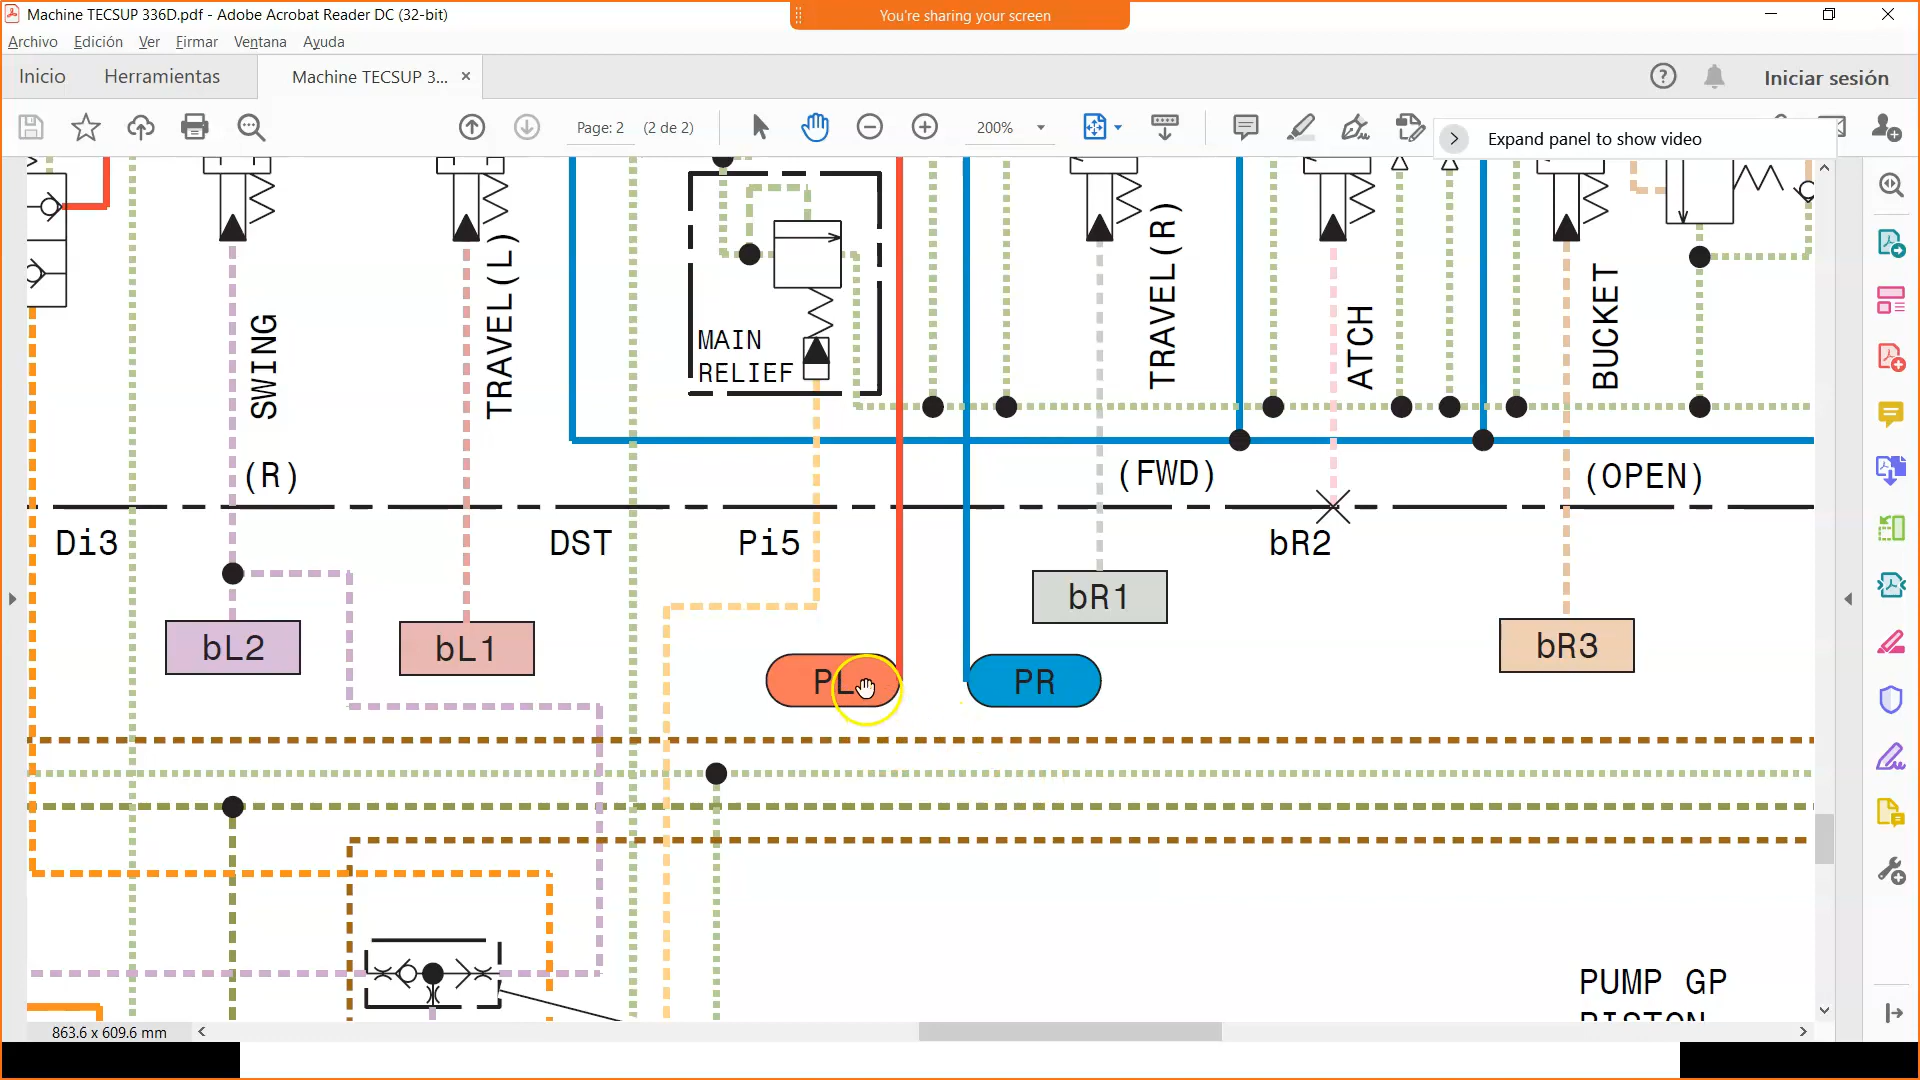 Machine TECSUP 336D.pdf - Adobe Acrobat Reader DC (32-bit)
You're sharing your screen
Archivo Edición Ver Firmar Ventana Ayuda
Inicio Herramientas Machine TECSUP 3... Iniciar sesión
Page: 2 (2 de 2) 200%
Expand panel to show video
SWING
TRAVEL(L)
MAIN
RELIEF
TRAVEL(R)
ATCH
BUCKET
(R) (FWD) (OPEN)
Di3 DST Pi5 bR2
bR1
bL2 bL1 bR3
PL PR
PUMP GP
PISTON
863.6 x 609.6 mm